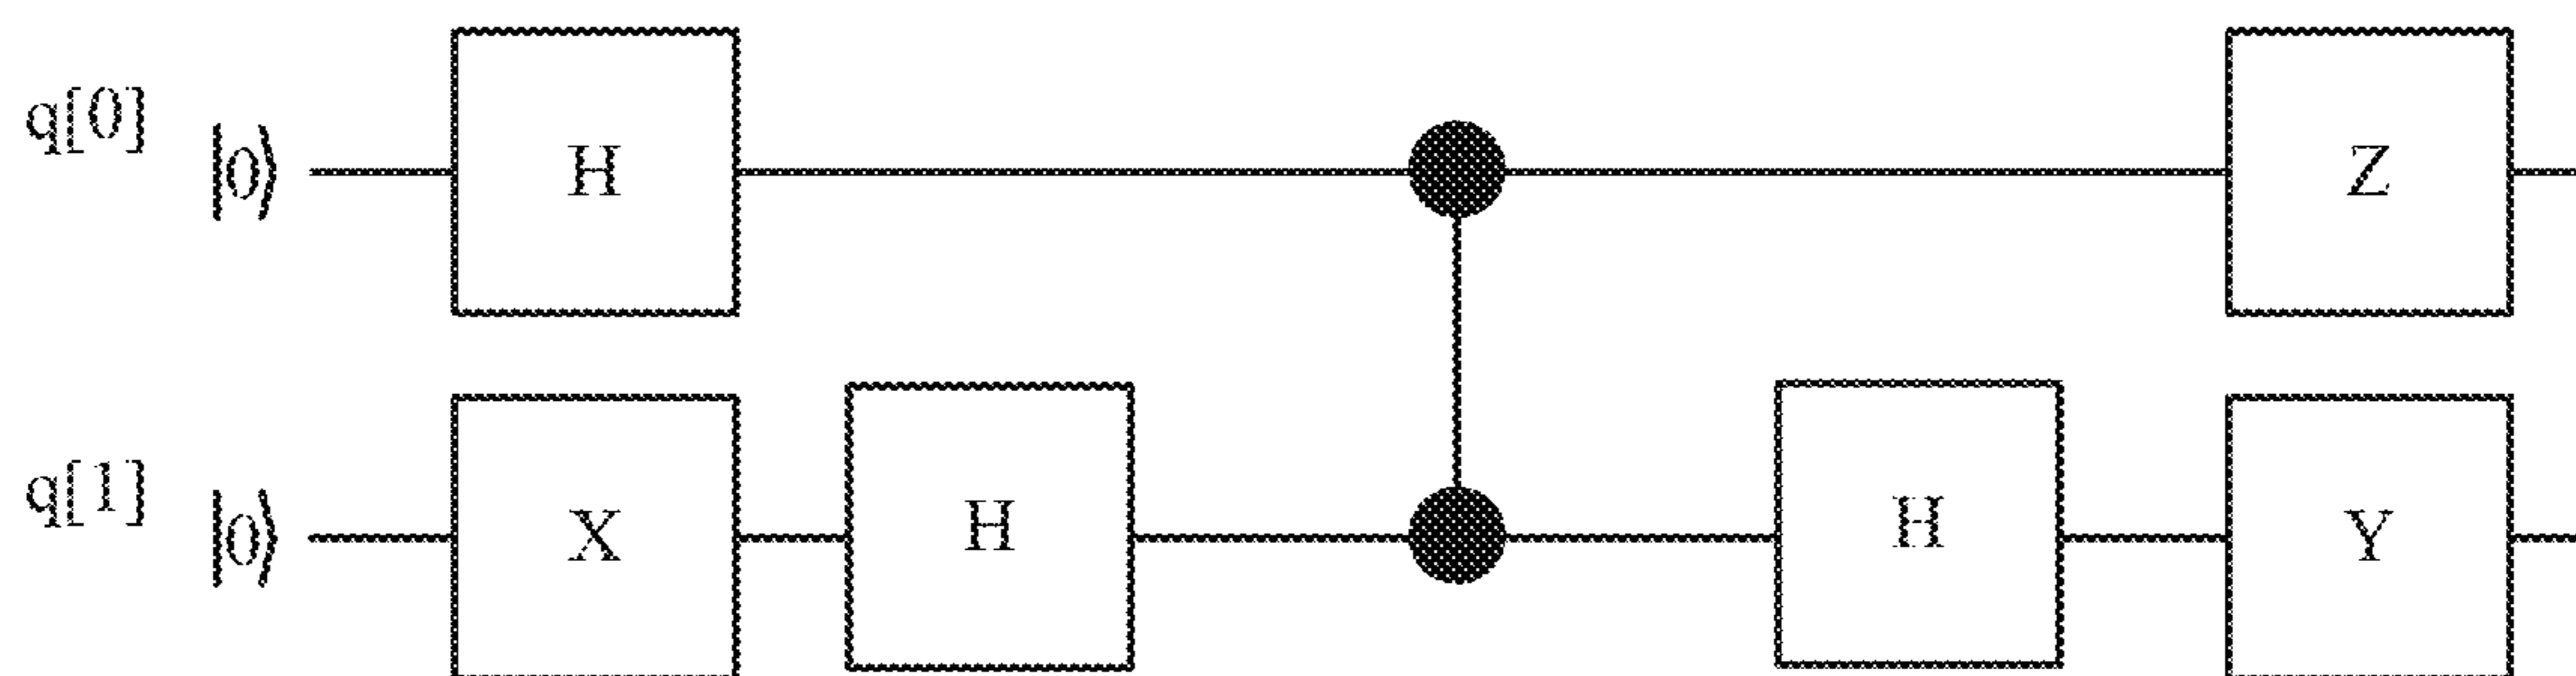 q[0] |0⟩ H Z
q[1] |0⟩ X H H Y